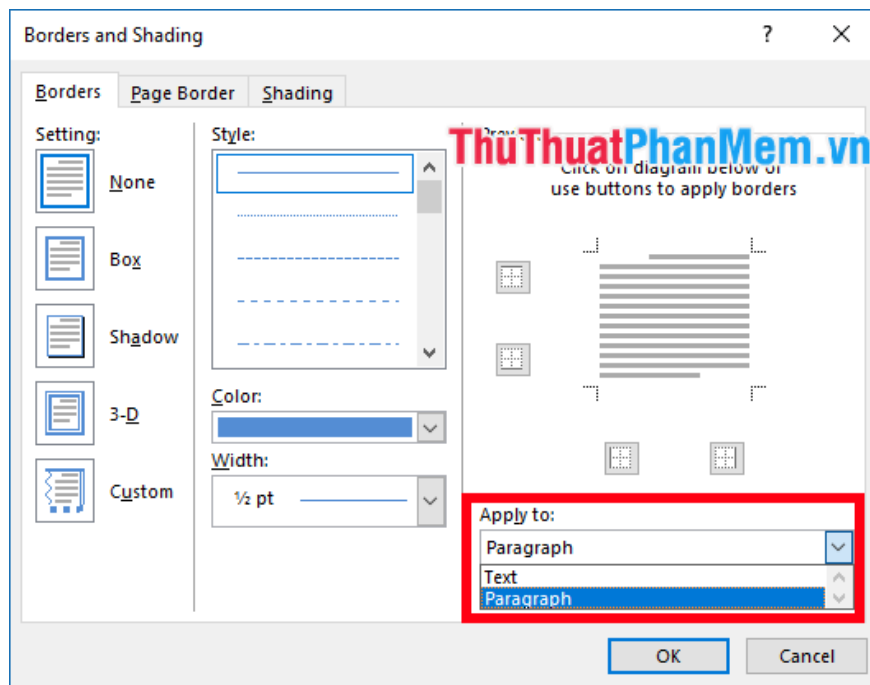 Borders and Shading
?
Borders
Page Border
Shading
Setting:
None
Box
Shadow
3-D
Custom
Style:
Color:
Width:
½ pt
ThuThuatPhanMem.vn
Click on diagram below or
use buttons to apply borders
Apply to:
Paragraph
Text
Paragraph
OK
Cancel